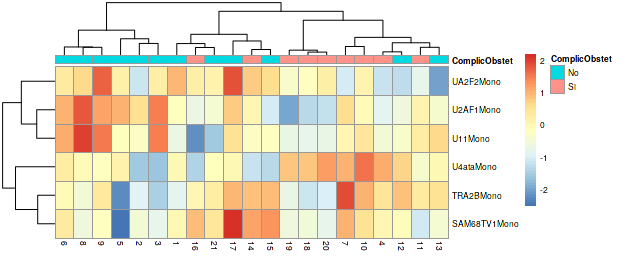 ComplicObstet
UA2F2Mono
U2AF1Mono
U11Mono
U4ataMono
TRA2BMono
SAM68TV1Mono
6 8 9 5 2 3 1 16 21 17 14 15 19 18 20 7 10 4 12 11 13
2
1
0
-1
-2
ComplicObstet
No
SI